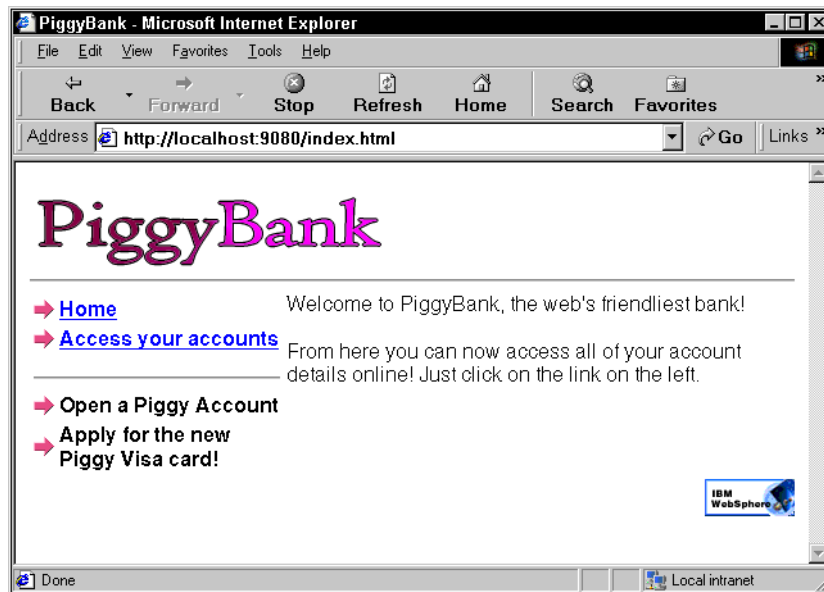 PiggyBank - Microsoft Internet Explorer
File Edit View Favorites Tools Help
Back Forward Stop Refresh Home Search Favorites »
Address http://localhost:9080/index.html Go Links »
PiggyBank
Home
Access your accounts
Welcome to PiggyBank, the web's friendliest bank!
From here you can now access all of your account
details online! Just click on the link on the left.
Open a Piggy Account
Apply for the new
Piggy Visa card!
IBM
WebSphere
Done Local intranet